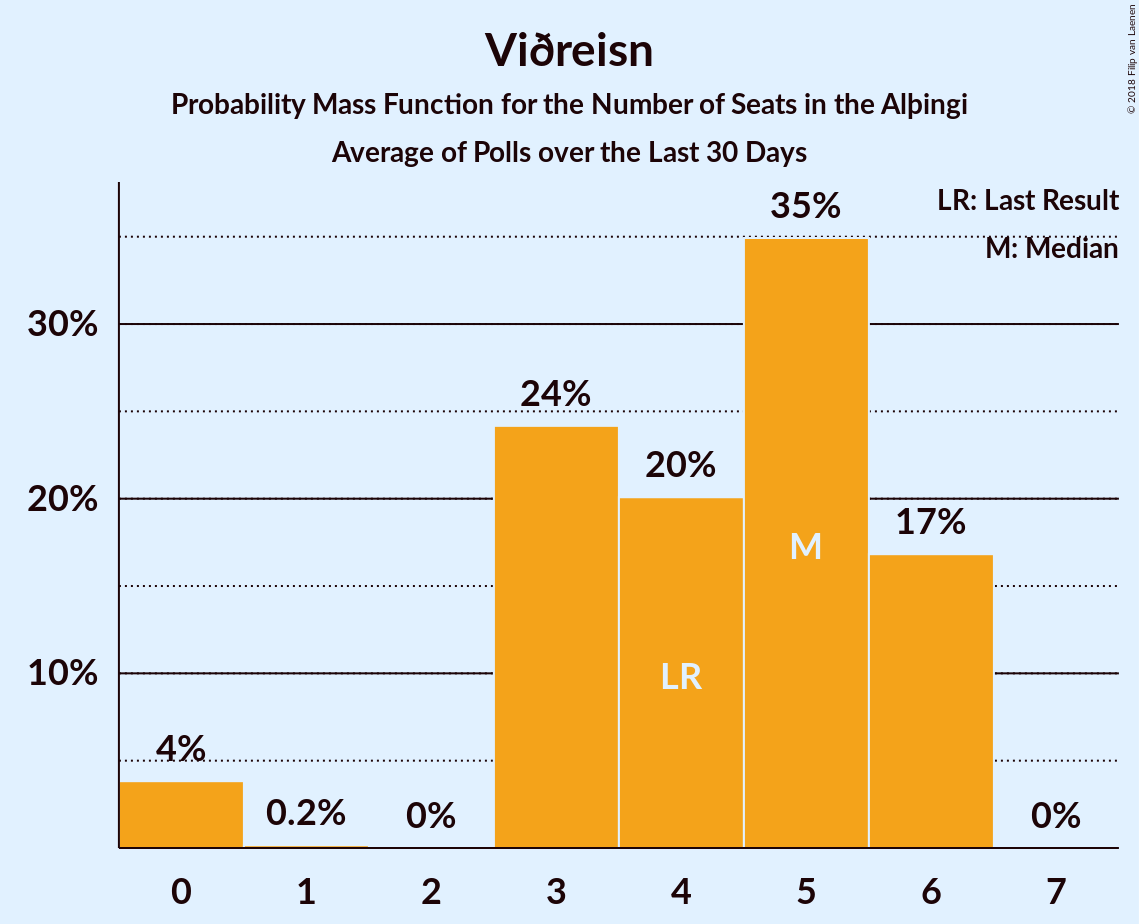 Viðreisn
Probability Mass Function for the Number of Seats in the Alþingi
Average of Polls over the Last 30 Days
© 2018 Filip van Laenen
LR: Last Result
M: Median
35%
30%
24%
20%
20%
17%
M
LR
10%
4%
0.2%
0%
0%
0 1 2 3 4 5 6 7